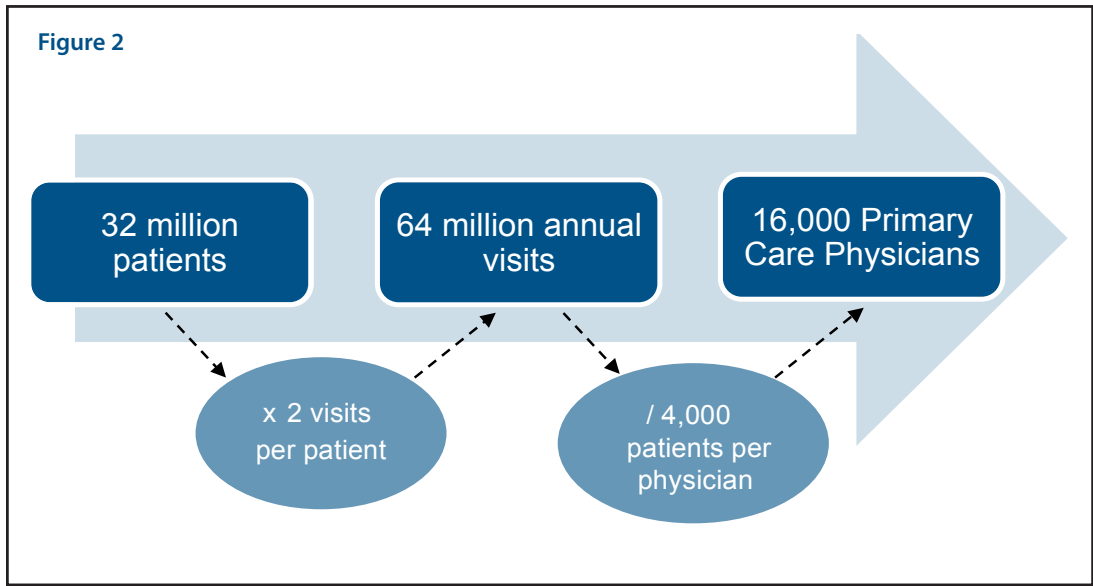 Figure 2
32 million
patients
x 2 visits
per patient
64 million annual
visits
/ 4,000
patients per
physician
16,000 Primary
Care Physicians